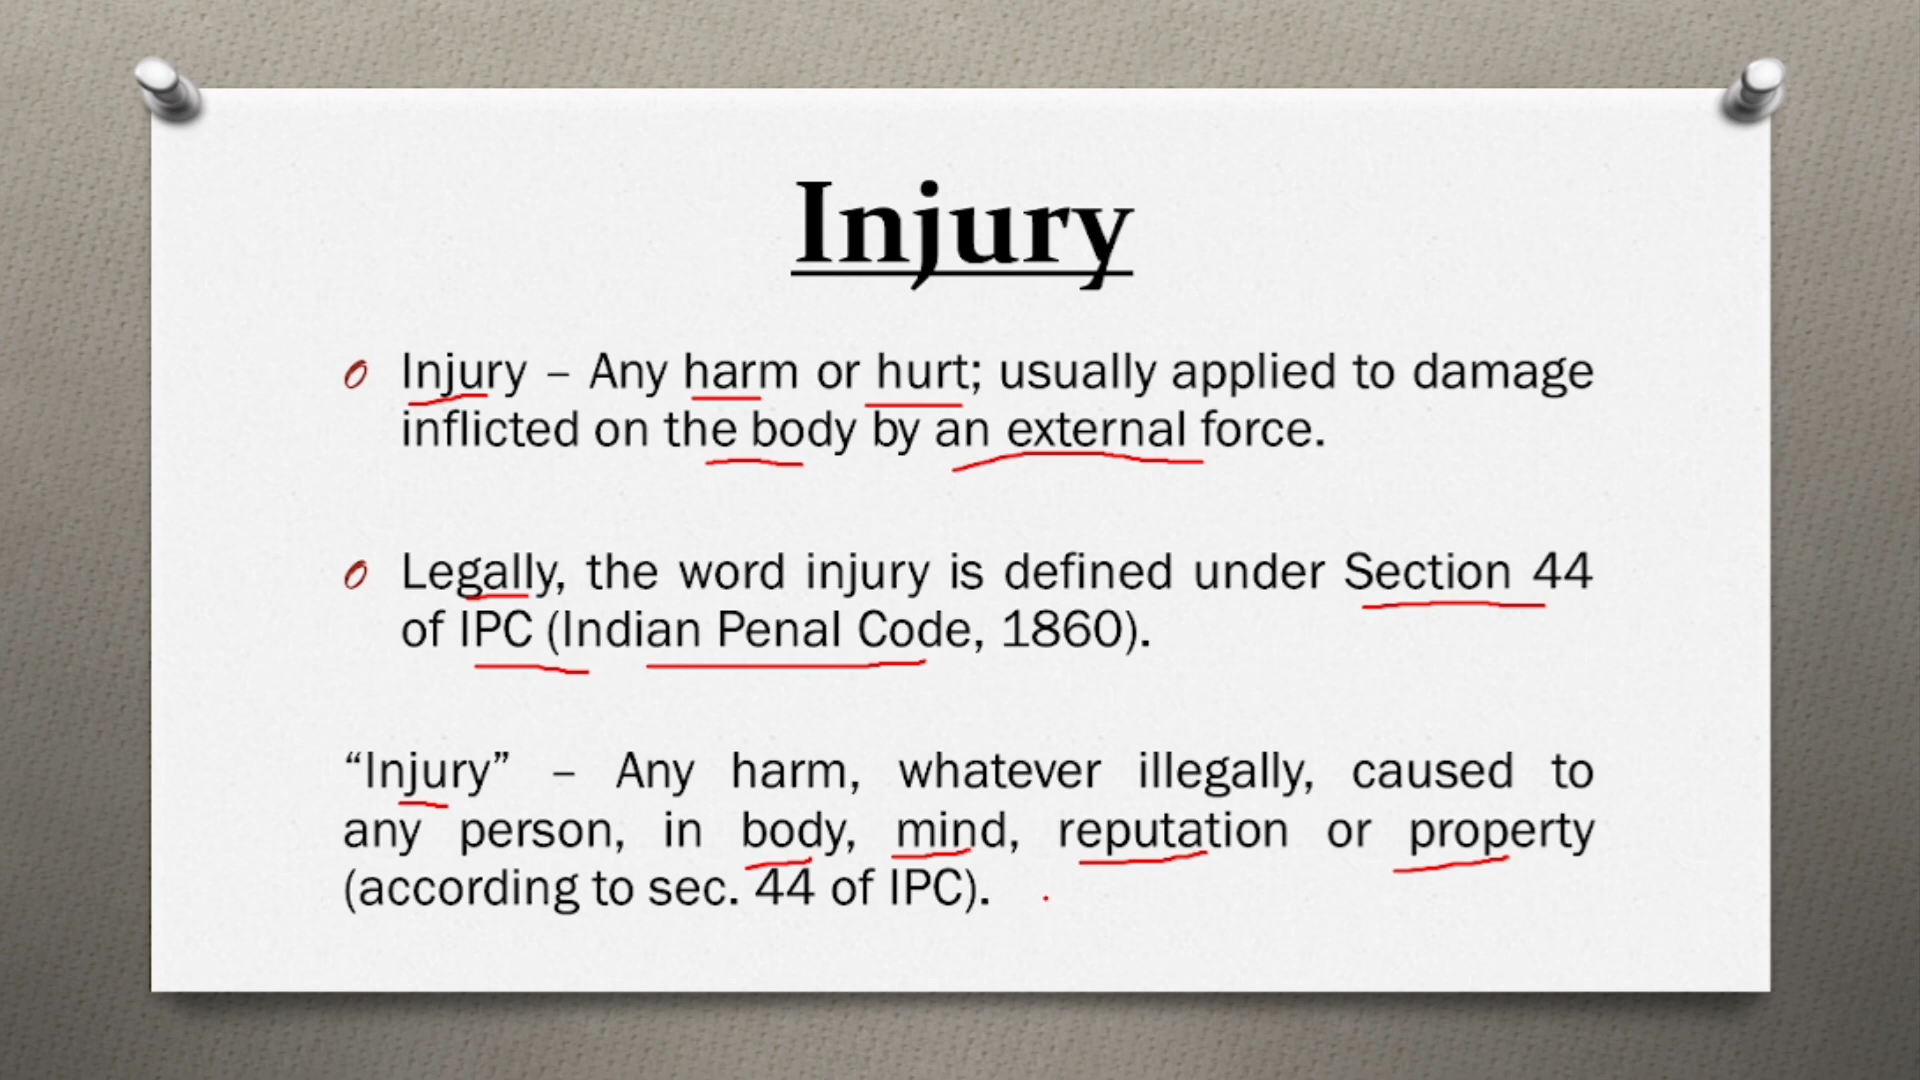 Injury
Injury – Any harm or hurt; usually applied to damage
inflicted on the body by an external force.
Legally, the word injury is defined under Section 44
of IPC (Indian Penal Code, 1860).
“Injury” – Any harm, whatever illegally, caused to
any person, in body, mind, reputation or property
(according to sec. 44 of IPC).